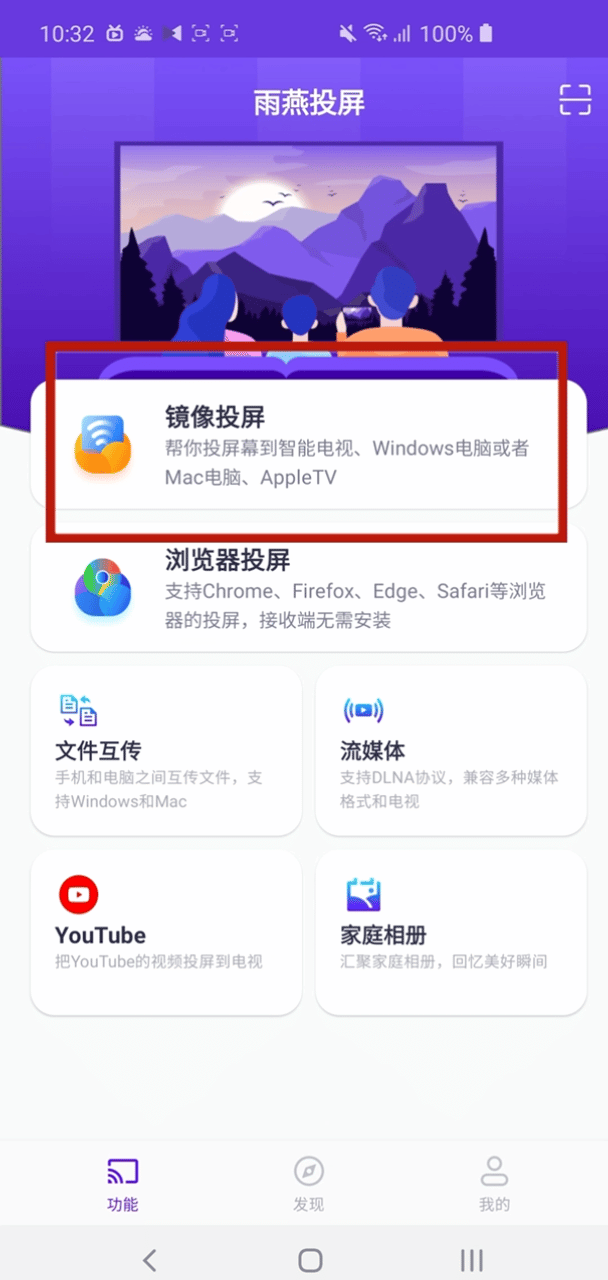 10:32
100%
雨燕投屏
镜像投屏
帮你投屏幕到智能电视、Windows电脑或者
Mac电脑、AppleTV
浏览器投屏
支持Chrome、Firefox、Edge、Safari等浏览
器的投屏，接收端无需安装
文件互传
手机和电脑之间互传文件，支
持Windows和Mac
流媒体
支持DLNA协议，兼容多种媒体
格式和电视
YouTube
把YouTube的视频投屏到电视
家庭相册
汇聚家庭相册，回忆美好瞬间
功能
发现
我的